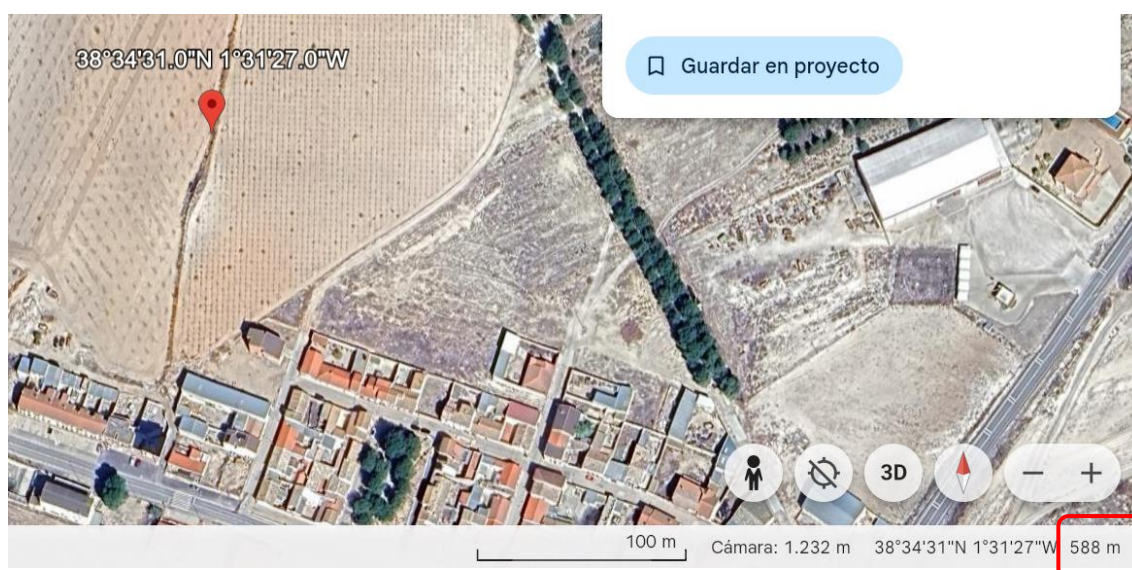 38°34'31.0"N 1°31'27.0"W
Guardar en proyecto
3D
100 m
Cámara: 1.232 m
38°34'31"N 1°31'27"W
588 m